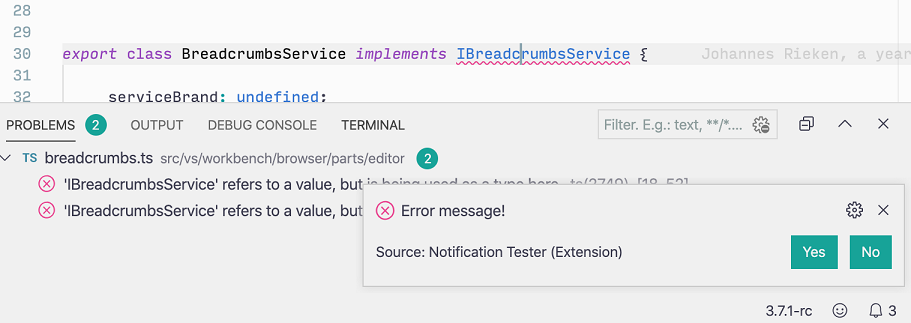 28
29
30 export class BreadcrumbsService implements IBreadcrumbsService { Johannes Rieken, a year
31
32 serviceBrand: undefined;
PROBLEMS 2 OUTPUT DEBUG CONSOLE TERMINAL Filter. E.g.: text, **/*....
TS breadcrumbs.ts src/vs/workbench/browser/parts/editor 2
'IBreadcrumbsService' refers to a value, but is being used as a type here. ts(2749) [18, 52]
'IBreadcrumbsService' refers to a value, but
Error message!
Source: Notification Tester (Extension) Yes No
3.7.1-rc 3